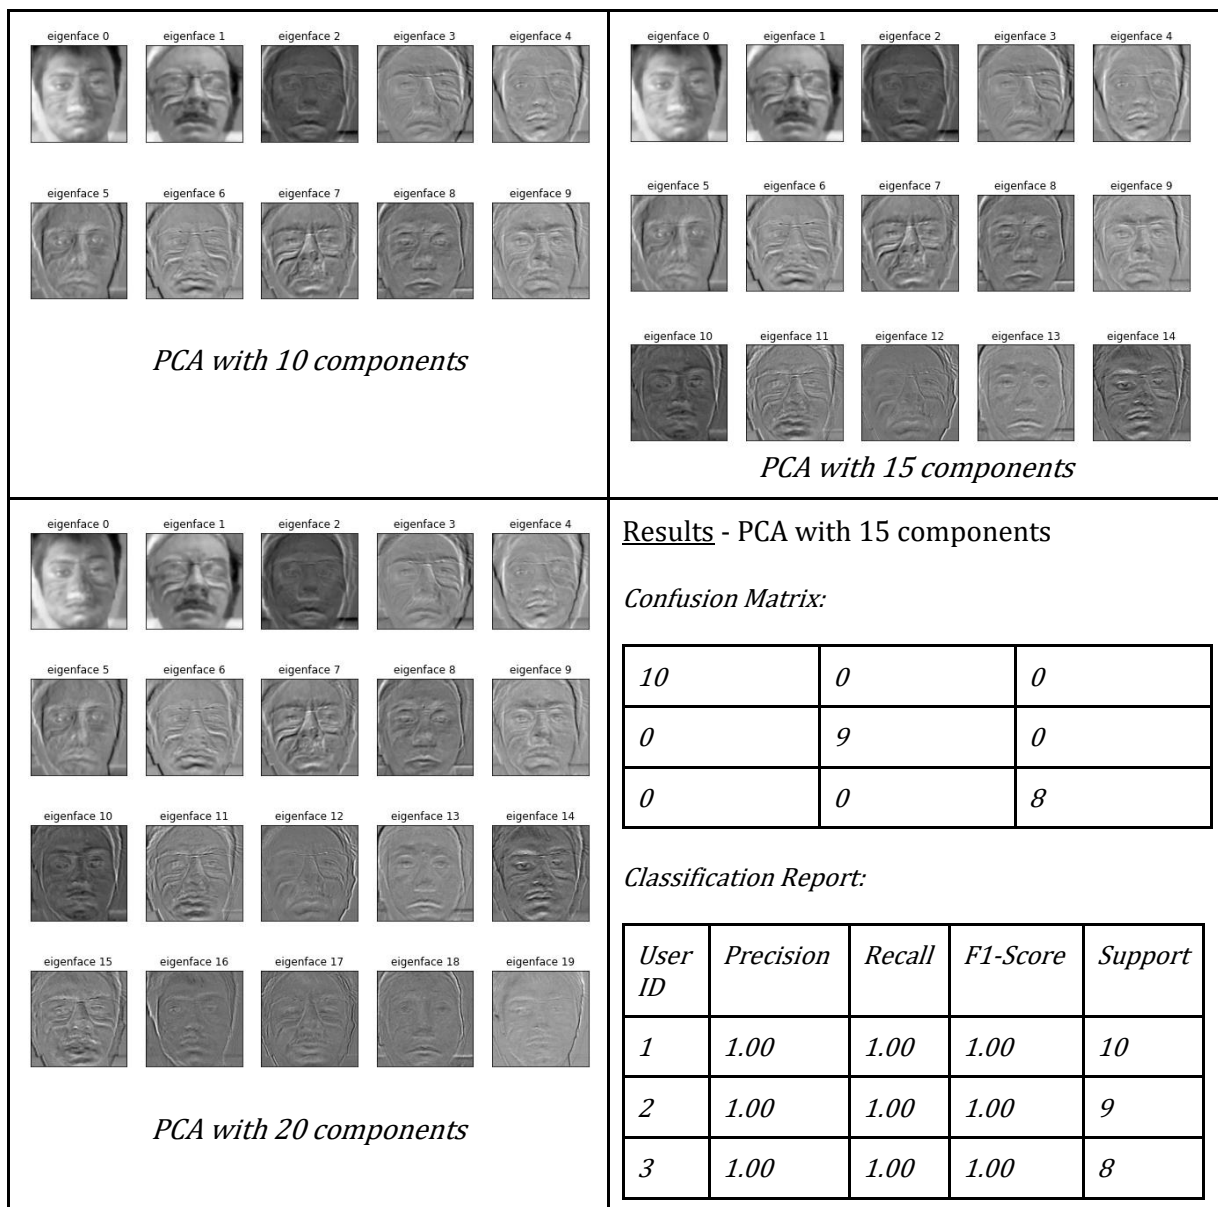 eigenface 0 eigenface 1 eigenface 2 eigenface 3 eigenface 4
eigenface 5 eigenface 6 eigenface 7 eigenface 8 eigenface 9
PCA with 10 components
eigenface 0 eigenface 1 eigenface 2 eigenface 3 eigenface 4
eigenface 5 eigenface 6 eigenface 7 eigenface 8 eigenface 9
eigenface 10 eigenface 11 eigenface 12 eigenface 13 eigenface 14
PCA with 15 components
eigenface 0 eigenface 1 eigenface 2 eigenface 3 eigenface 4
eigenface 5 eigenface 6 eigenface 7 eigenface 8 eigenface 9
eigenface 10 eigenface 11 eigenface 12 eigenface 13 eigenface 14
eigenface 15 eigenface 16 eigenface 17 eigenface 18 eigenface 19
PCA with 20 components
Results - PCA with 15 components
Confusion Matrix:
10 0 0
0 9 0
0 0 8
Classification Report:
User Precision Recall F1-Score Support
ID
1 1.00 1.00 1.00 10
2 1.00 1.00 1.00 9
3 1.00 1.00 1.00 8